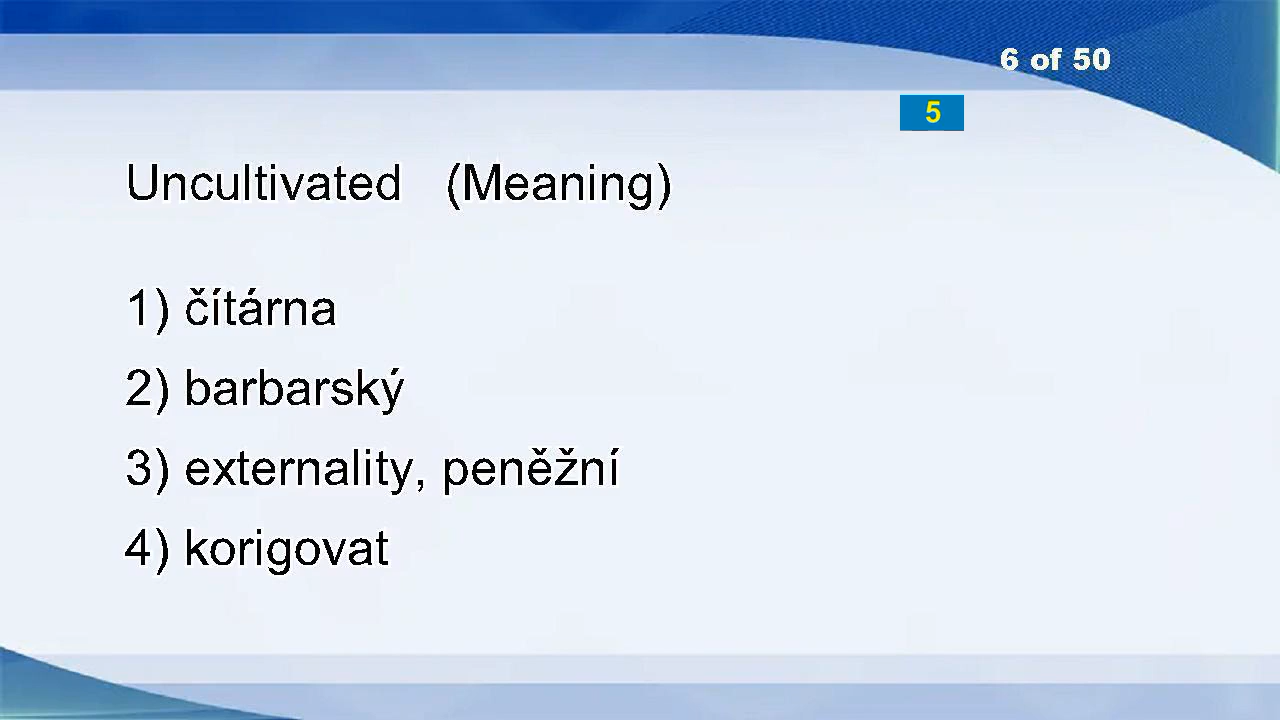 6 of 50
5
Uncultivated (Meaning)
1) čítárna
2) barbarský
3) externality, peněžní
4) korigovat